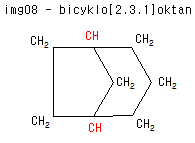 img08 - bicyklo[2.3.1]oktan
CH
CH₂ CH₂
CH₂ CH₂
CH₂ CH₂
CH